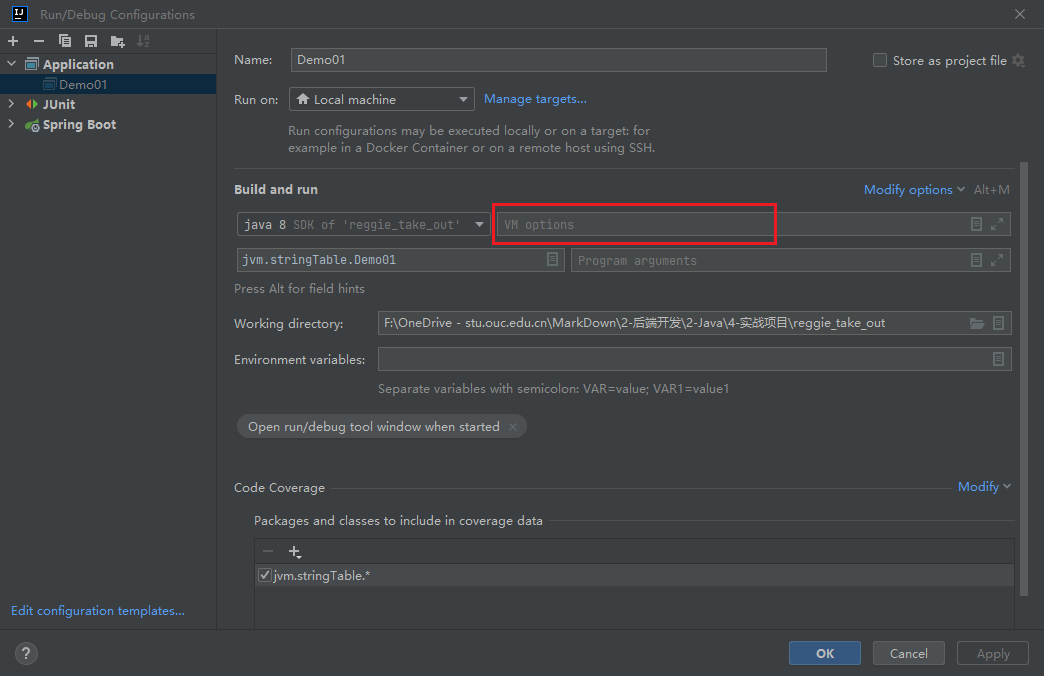 Run/Debug Configurations
Application
Demo01
JUnit
Spring Boot
Edit configuration templates...
Name: Demo01 Store as project file
Run on: Local machine Manage targets...
Run configurations may be executed locally or on a target: for
example in a Docker Container or on a remote host using SSH.
Build and run Modify options Alt+M
java 8 SDK of 'reggie_take_out' VM options
jvm.stringTable.Demo01 Program arguments
Press Alt for field hints
Working directory: F:\OneDrive - stu.ouc.edu.cn\MarkDown\2-后端开发\2-Java\4-实战项目\reggie_take_out
Environment variables:
Separate variables with semicolon: VAR=value; VAR1=value1
Open run/debug tool window when started
Code Coverage Modify
Packages and classes to include in coverage data
jvm.stringTable.*
? OK Cancel Apply